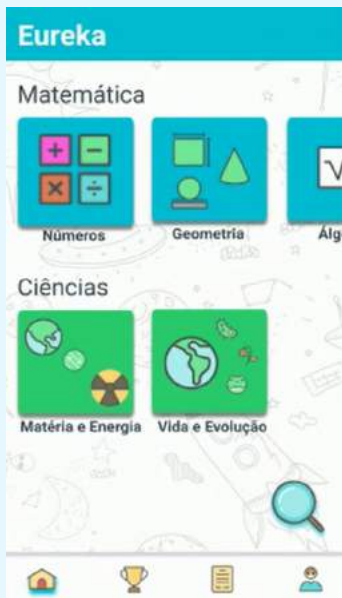 Eureka
Matemática
Números
Geometria
Ciências
Matéria e Energia
Vida e Evolução